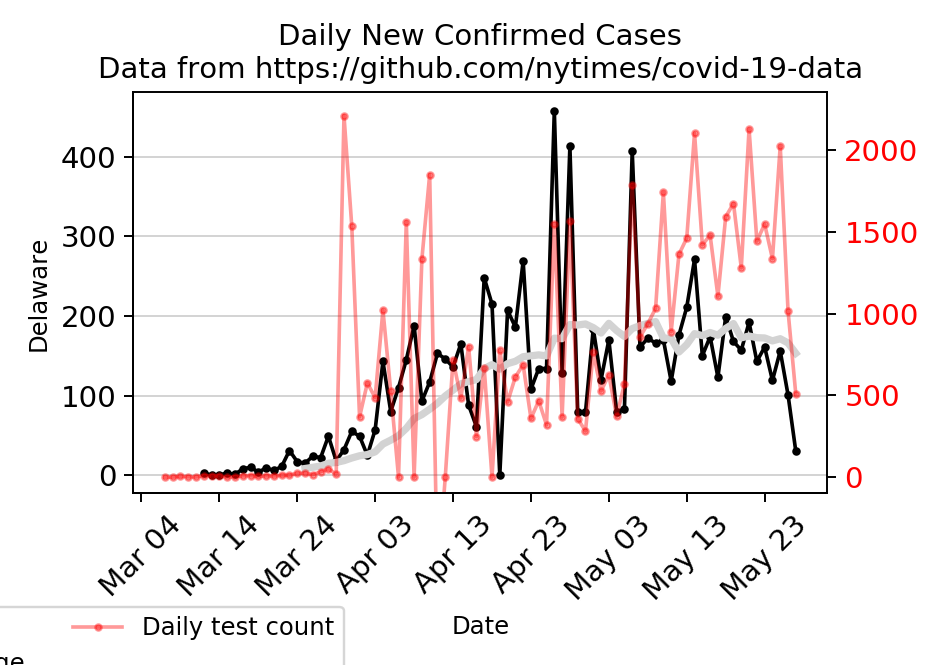 Daily New Confirmed Cases
Data from https://github.com/nytimes/covid-19-data
Delaware
400
300
200
100
0
2000
1500
1000
500
0
Mar 04
Mar 14
Mar 24
Apr 03
Apr 13
Apr 23
May 03
May 13
May 23
Date
Daily test count